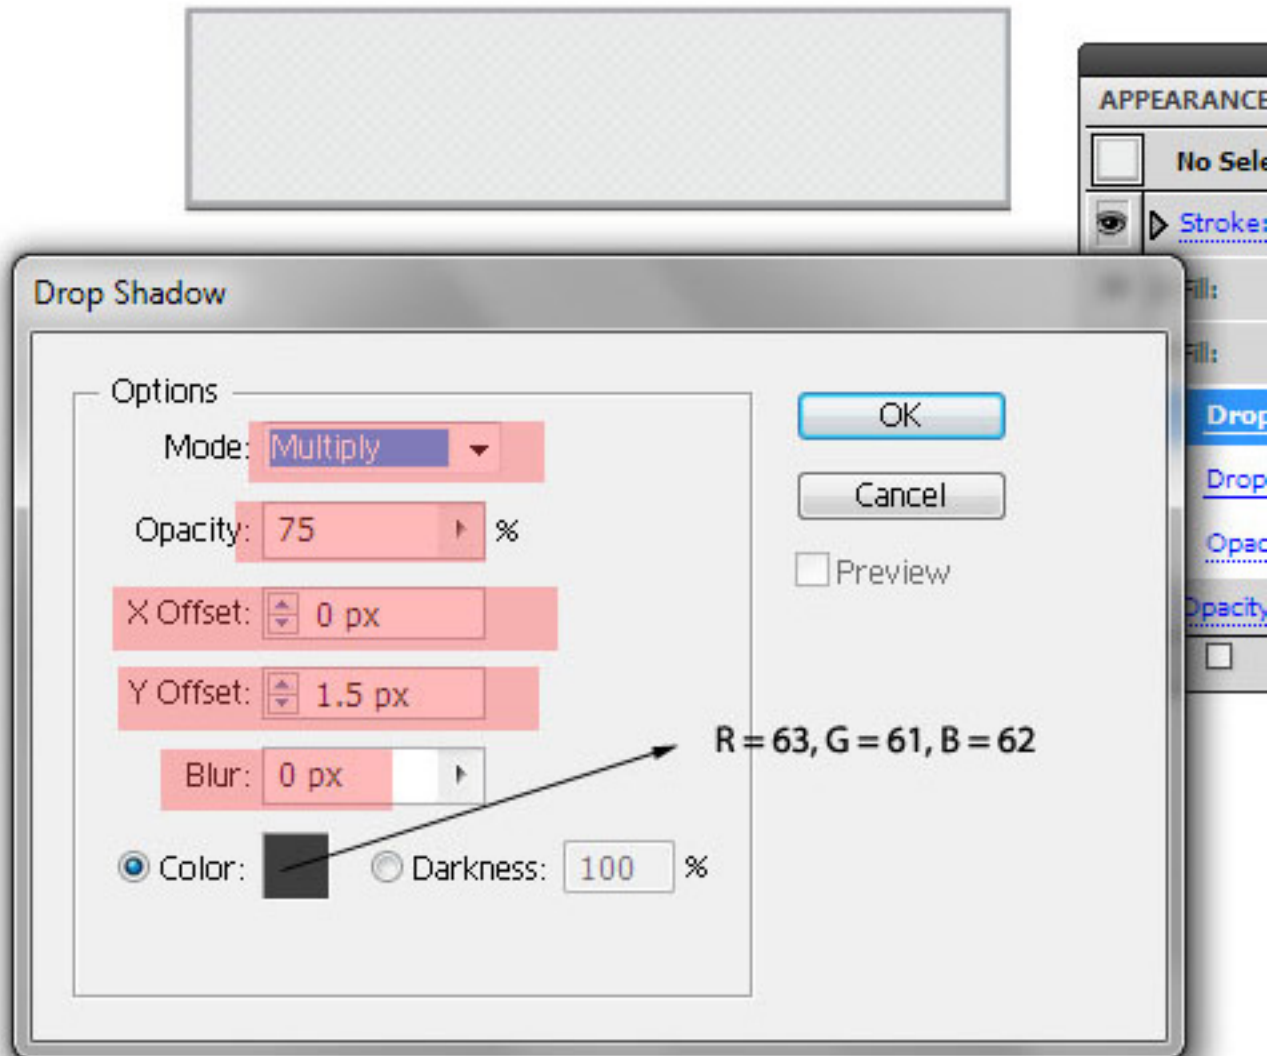 APPEARANCE
No Sele
Stroke:
Fill:
Fill:
Drop
Drop
Opac
Opacity
Drop Shadow
Options
Mode: Multiply
Opacity: 75 %
X Offset: 0 px
Y Offset: 1.5 px
Blur: 0 px
Color: Darkness: 100 %
OK
Cancel
Preview
R = 63, G = 61, B = 62